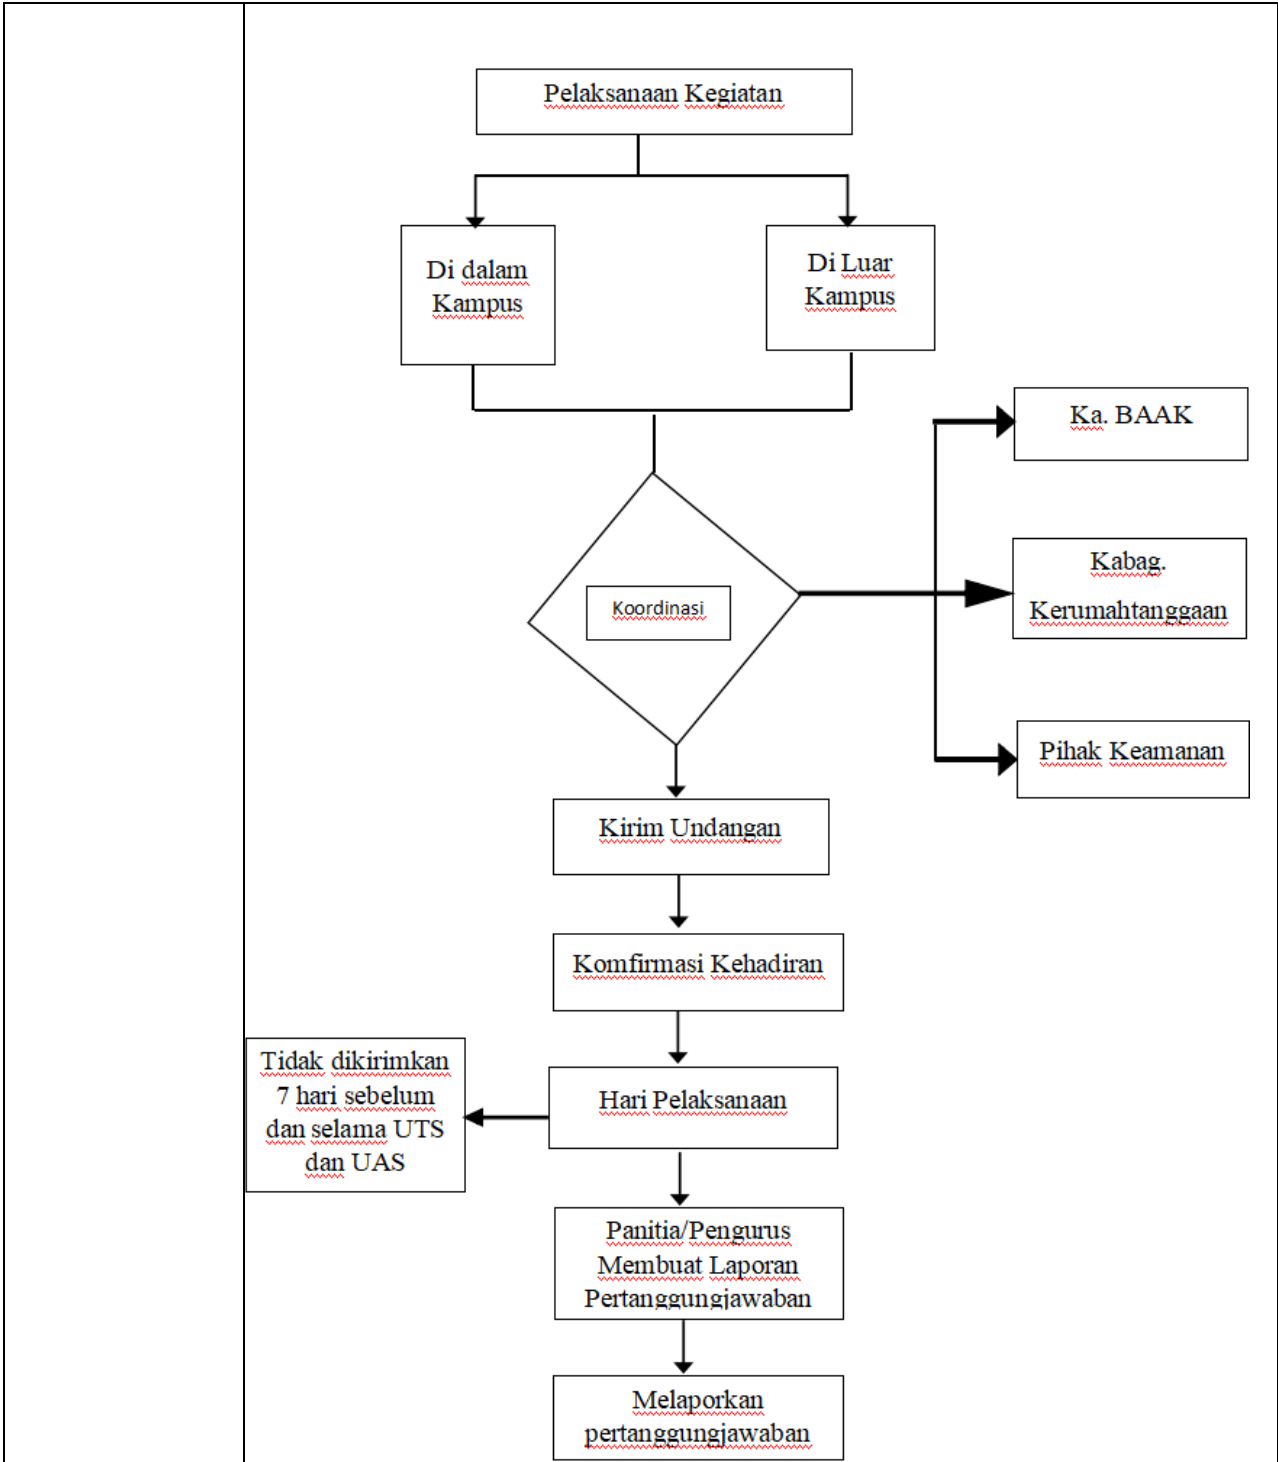 Pelaksanaan Kegiatan
Di dalam
Kampus
Di Luar
Kampus
Ka. BAAK
Kabag.
Kerumahtanggaan
Koordinasi
Pihak Keamanan
Kirim Undangan
Komfirmasi Kehadiran
Tidak dikirimkan
7 hari sebelum
dan selama UTS
dan UAS
Hari Pelaksanaan
Panitia/Pengurus
Membuat Laporan
Pertanggungjawaban
Melaporkan
pertanggungjawaban